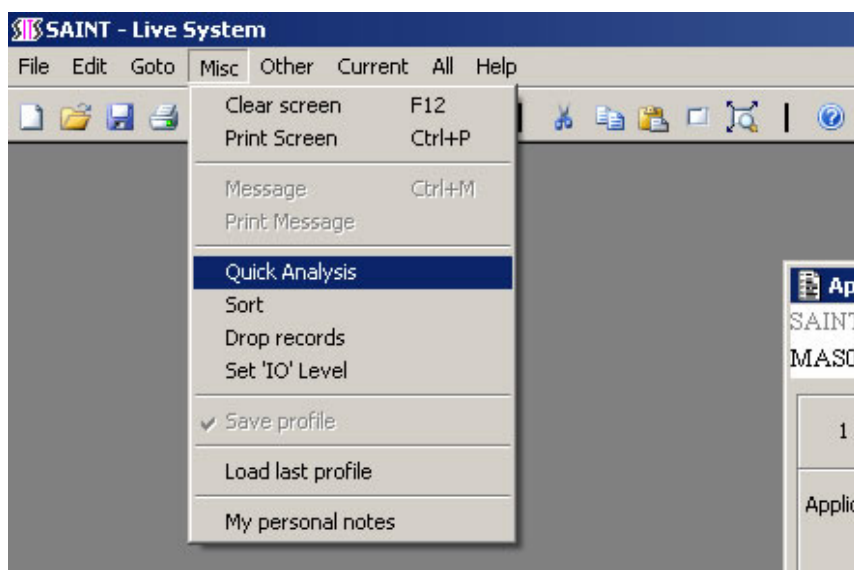 SAINT - Live System
File Edit Goto Misc Other Current All Help
Clear screen F12
Print Screen Ctrl+P
Message Ctrl+M
Print Message
Quick Analysis
Sort
Drop records
Set 'IO' Level
Save profile
Load last profile
My personal notes
Ap
SAINT
MAS
1
Applic